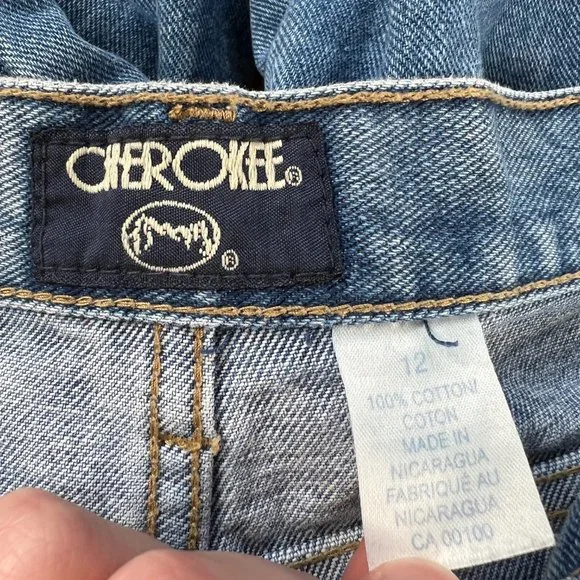 CHEROKEE®
®
12
100% COTTON/
COTON
MADE IN
NICARAGUA
FABRIQUÉ AU
NICARAGUA
CA 00100